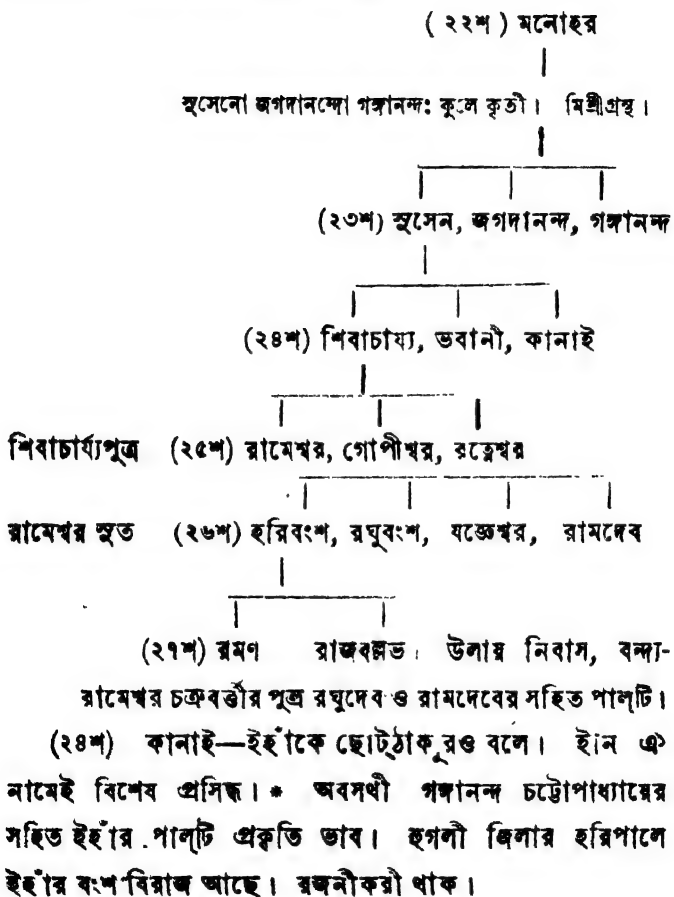 ( ২২শ ) মনোহর
সুসেনো জগদানন্দো গঙ্গানন্দঃ কুলে কৃতী। মিশ্রীগ্রন্থ।
(২৩শ) সুসেন, জগদানন্দ, গঙ্গানন্দ
(২৪শ) শিবাচার্য্য, ভবানী, কানাই
শিবাচার্য্যপুত্র (২৫শ) রামেশ্বর, গোপীশ্বর, রত্নেশ্বর
রামেশ্বর সুত (২৬শ) হরিবংশ, রঘুবংশ, যজ্ঞেশ্বর, রামদেব
(২৭শ) রমণ রাজবল্লভ। উলায় নিবাস, বন্দ্য-
রামেশ্বর চক্রবর্ত্তীর পুত্র রঘুদেব ও রামদেবের সহিত পাল্‌টি।
(২৪শ) কানাই—ইহাঁকে ছোট্‌ঠাকুরও বলে। ইনি ঐ
নামেই বিশেষ প্রসিদ্ধ। * অবসথী গঙ্গানন্দ চট্টোপাধ্যায়ের
সহিত ইহাঁর পাল্‌টি প্রকৃতি ভাব। হুগলী জিলার হরিপালে
ইহাঁর বংশ বিরাজ আছে। রজনীকরী থাক।